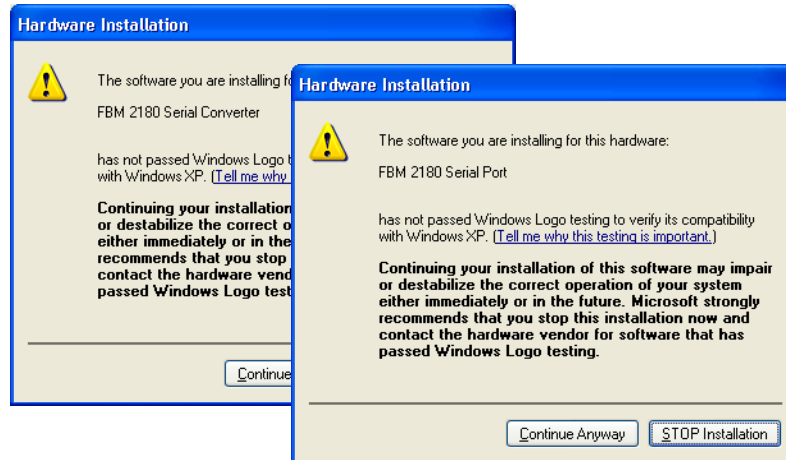 Hardware Installation
The software you are installing
FBM 2180 Serial Converter
has not passed Windows Logo
with Windows XP. (Tell me why
Continuing your installation
or destabilize the correct
either immediately or in the
recommends that you stop
contact the hardware
passed Windows Logo
Continue
Hardware Installation
The software you are installing for this hardware:
FBM 2180 Serial Port
has not passed Windows Logo testing to verify its compatibility
with Windows XP. (Tell me why this testing is important.)
Continuing your installation of this software may impair
or destabilize the correct operation of your system
either immediately or in the future. Microsoft strongly
recommends that you stop this installation now and
contact the hardware vendor for software that has
passed Windows Logo testing.
Continue Anyway
STOP Installation